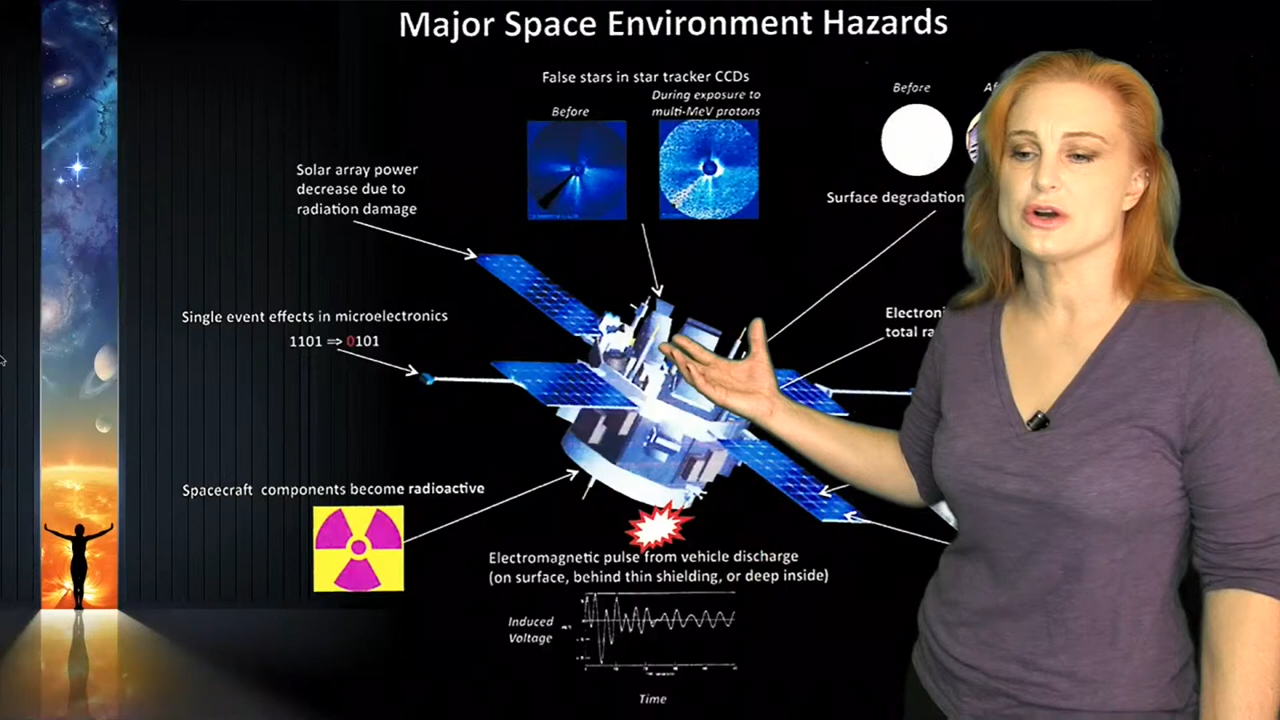 Major Space Environment Hazards
False stars in star tracker CCDs
Before
During exposure to
multi-MeV protons
Before
Solar array power
decrease due to
radiation damage
Surface degradation
Single event effects in microelectronics
1101 => 0101
total
Spacecraft components become radioactive
Electromagnetic pulse from vehicle discharge
(on surface, behind thin shielding, or deep inside)
Induced
Voltage
Time